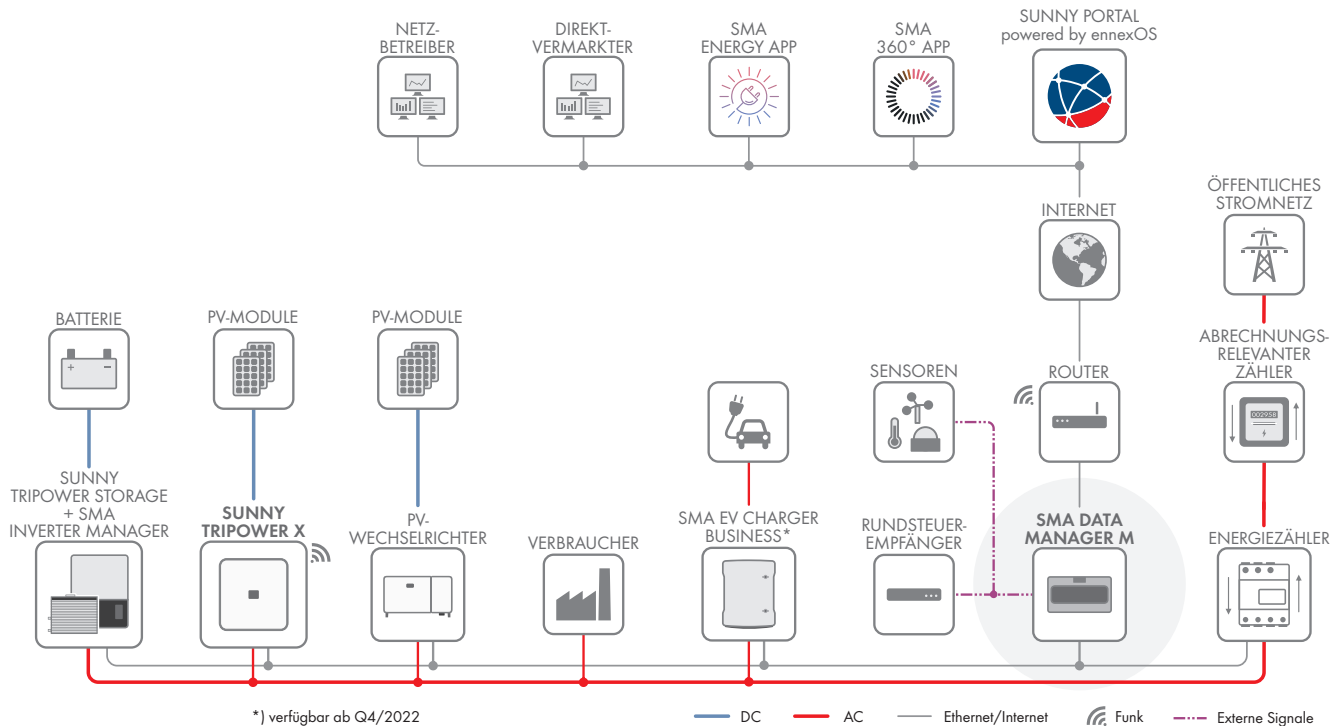 NETZ-
BETREIBER
DIREKT-
VERMARKTER
SMA
ENERGY APP
SMA
360° APP
SUNNY PORTAL
powered by ennexOS
INTERNET
ÖFFENTLICHES
STROMNETZ
BATTERIE
PV-MODULE
PV-MODULE
SENSOREN
ROUTER
ABRECHNUNGS-
RELEVANTER
ZÄHLER
002958
SUNNY
TRIPOWER STORAGE
+ SMA
INVERTER MANAGER
SUNNY
TRIPOWER X
PV-
WECHSELRICHTER
VERBRAUCHER
SMA EV CHARGER
BUSINESS*
RUNDSTEUER-
EMPFÄNGER
SMA DATA
MANAGER M
ENERGIEZÄHLER
*) verfügbar ab Q4/2022
DC
AC
Ethernet/Internet
Funk
Externe Signale